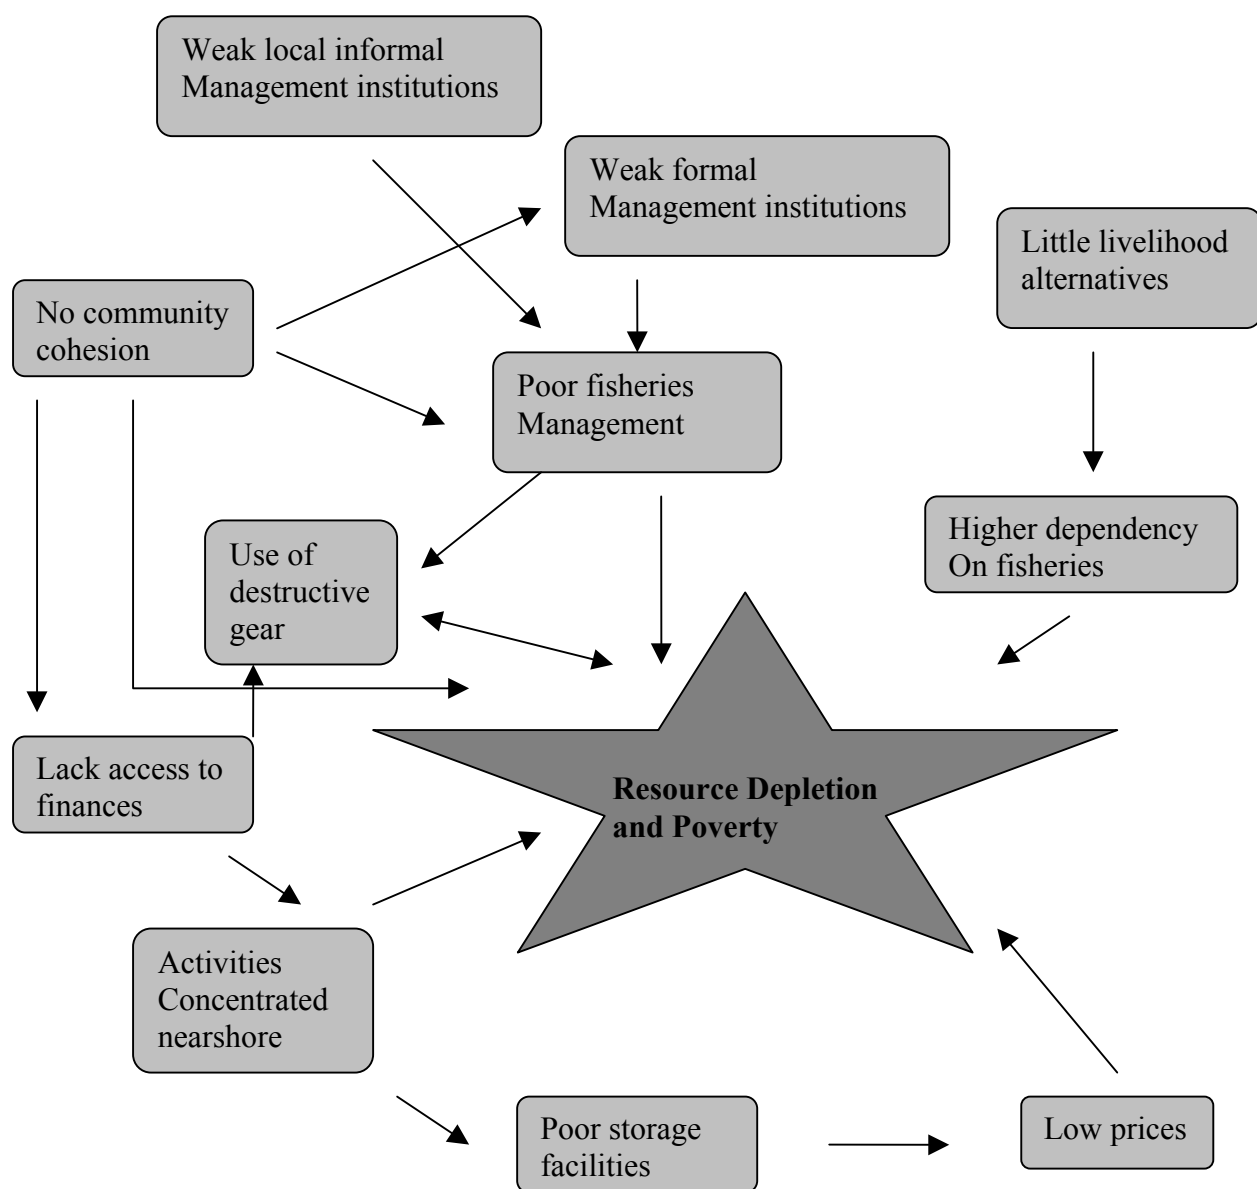 Weak local informal
Management institutions
Weak formal
Management institutions
Little livelihood
alternatives
No community
cohesion
Poor fisheries
Management
Higher dependency
On fisheries
Use of
destructive
gear
Lack access to
finances
Resource Depletion
and Poverty
Activities
Concentrated
nearshore
Poor storage
facilities
Low prices